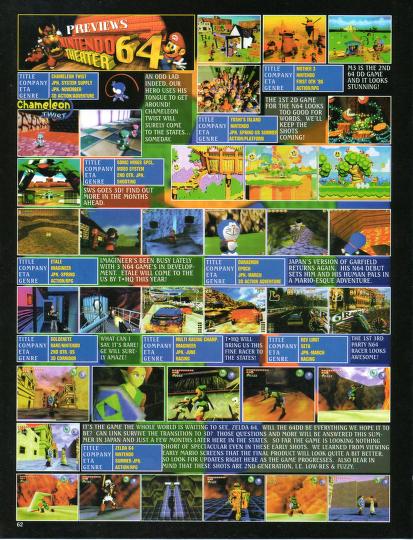 PREVIEWS
NINTENDO
THEATER 64
TITLE CHAMELEON TWIST
COMPANY JPN. SYSTEM SUPPLY
ETA JPN. NOVEMBER
GENRE 3D ACTION/ADVENTURE
AN ODD LAD
INDEED. OUR
HERO USES HIS
TONGUE TO GET
AROUND!
CHAMELEON
TWIST WILL
SURELY COME
TO THE STATES...
SOMEDAY.
Chameleon
TWIST
TITLE MOTHER 3
COMPANY NINTENDO
ETA FIRST QTR '98
GENRE ACTION/RPG
M3 IS THE 2ND
64 DD GAME
AND IT LOOKS
STUNNING!
THE 1ST 2D GAME
FOR THE N64 LOOKS
TOO GOOD FOR
WORDS. WE'LL
KEEP THE
SHOTS
COMING!
TITLE YOSHI'S ISLAND
COMPANY NINTENDO
ETA JPN. SPRING-US SUMMER
GENRE ACTION/PLATFORM
TITLE SONIC WINGS SPCL.
COMPANY VIDEO SYSTEM
ETA 2ND QTR. JPN.
GENRE SHOOTING
SWS GOES 3D! FIND OUT
MORE IN THE MONTHS
AHEAD.
TITLE ETALE
COMPANY IMAGINEER
ETA JPN.-SPRING
GENRE ACTION/RPG
IMAGINEER'S BEEN BUSY LATELY
WITH 3 N64 GAME'S IN DEVELOP-
MENT. ETALE WILL COME TO THE
US BY T•HQ THIS YEAR!
TITLE DORAEMON
COMPANY EPOCH
ETA JPN.-MARCH
GENRE 3D ACTION ADVENTURE
JAPAN'S VERSION OF GARFIELD
RETURNS AGAIN. HIS N64 DEBUT
SETS HIM AND HIS HUMAN PALS IN
A MARIO-ESQUE ADVENTURE.
TITLE GOLDENEYE
COMPANY RARE/NINTENDO
ETA 2ND QTR. US
GENRE 3D CORRIDOR
WHAT CAN I
SAY IT'S RARE!
GE WILL SURE-
LY AMAZE!
TITLE MULTI RACING CHAMP.
COMPANY IMAGINEER
ETA JPN.-JUNE
GENRE RACING
T•HQ WILL
BRING US THIS
FINE RACER TO
THE STATES!
TITLE REV LIMIT
COMPANY SETA
ETA JPN.-MARCH
GENRE RACING
THE 1ST 3RD
PARTY N64
RACER LOOKS
AWESOME!
IT'S THE GAME THE WHOLE WORLD IS WAITING TO SEE, ZELDA 64. WILL THE 64DD BE EVERYTHING WE HOPE IT TO
BE? CAN LINK SURVIVE THE TRANSITION TO 3D? THOSE QUESTIONS AND MORE WILL BE ANSWERED THIS SUM-
MER IN JAPAN AND JUST A FEW MONTHS LATER HERE IN THE STATES. SO FAR THE GAME IS LOOKING NOTHING
SHORT OF SPECTACULAR EVEN IN THESE EARLY SHOTS. WE LEARNED FROM VIEWING
EARLY MARIO SCREENS THAT THE FINAL PRODUCT WILL LOOK QUITE A BIT BETTER.
SO LOOK FOR UPDATES RIGHT HERE AS THE GAME PROGRESSES. ALSO BEAR IN
MIND THAT THESE SHOTS ARE 2ND GENERATION, I.E. LOW-RES & FUZZY.
TITLE ZELDA 64
COMPANY NINTENDO
ETA SUMMER JPN.
GENRE ACTION/RPG
62